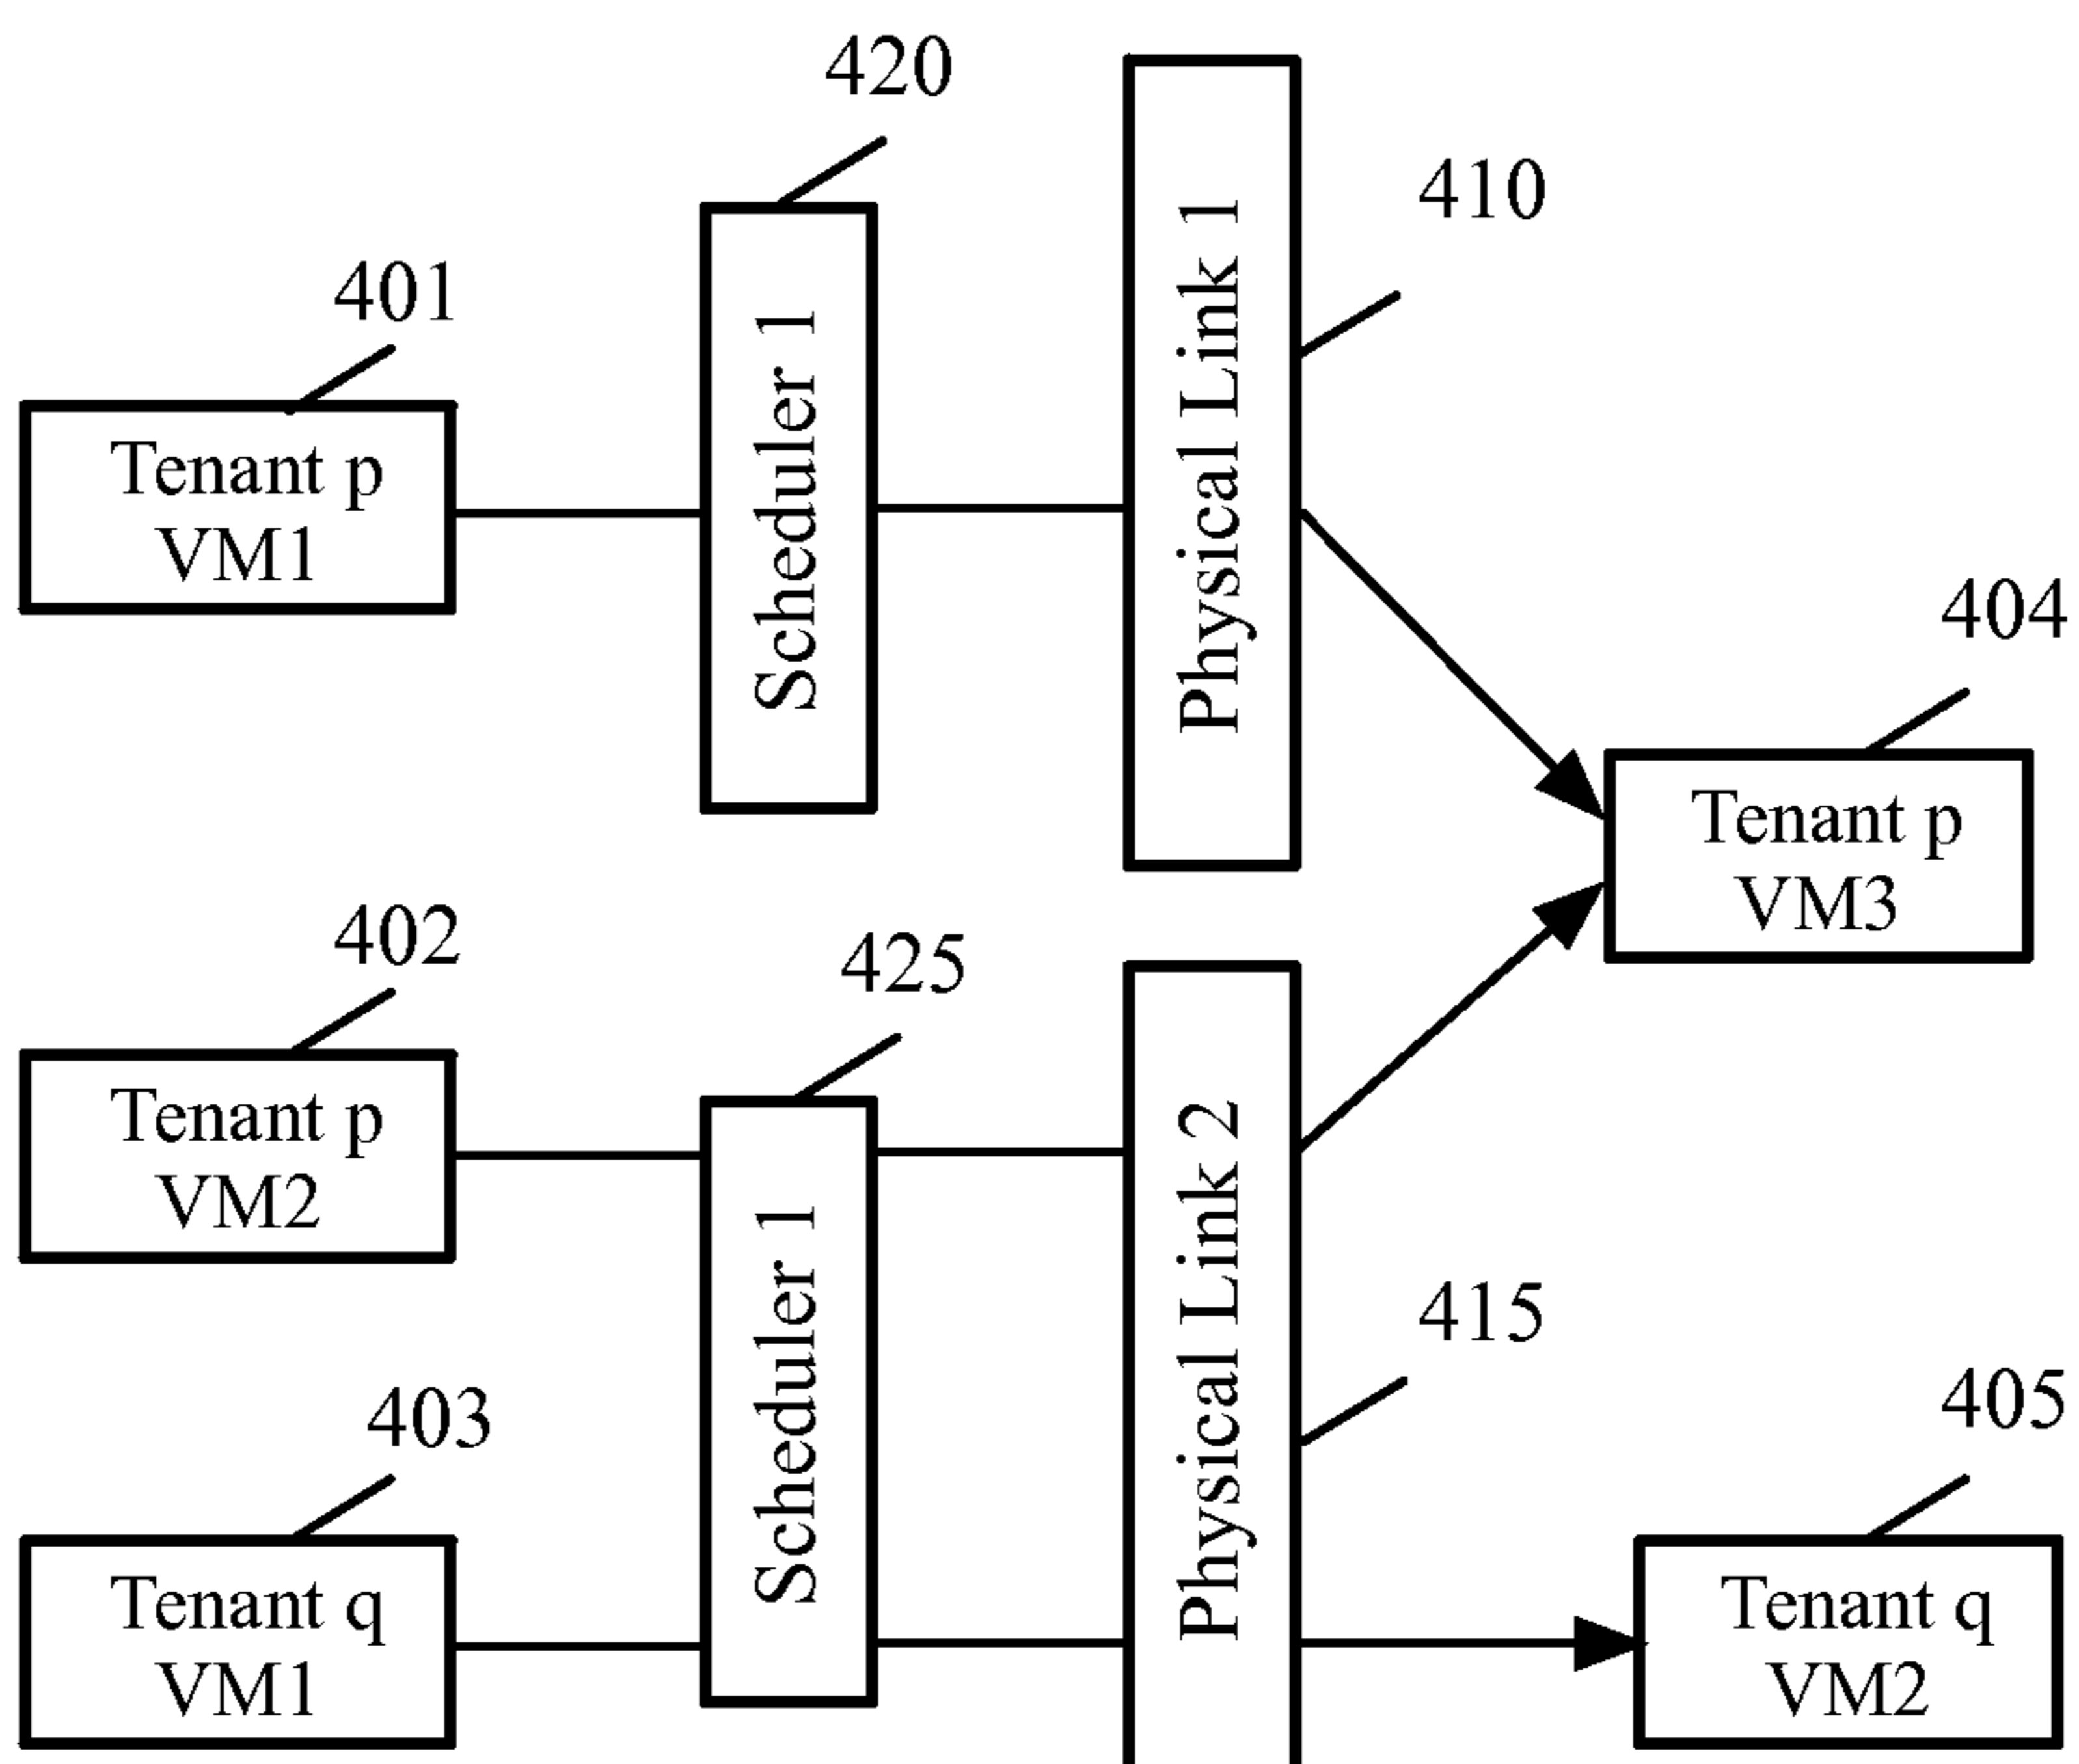 420
410
401
Tenant p
VM1
Scheduler 1
Physical Link 1
404
Tenant p
VM3
402
425
Tenant p
VM2
Scheduler 1
Physical Link 2
415
403
405
Tenant q
VM1
Tenant q
VM2